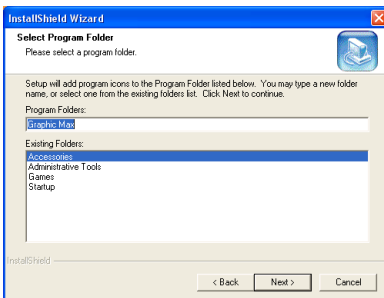 InstallShield Wizard
Select Program Folder
Please select a program folder.
Setup will add program icons to the Program Folder listed below. You may type a new folder
name, or select one from the existing folders list. Click Next to continue.
Program Folders:
Graphic Max
Existing Folders:
Accessories
Administrative Tools
Games
Startup
InstallShield
< Back
Next >
Cancel